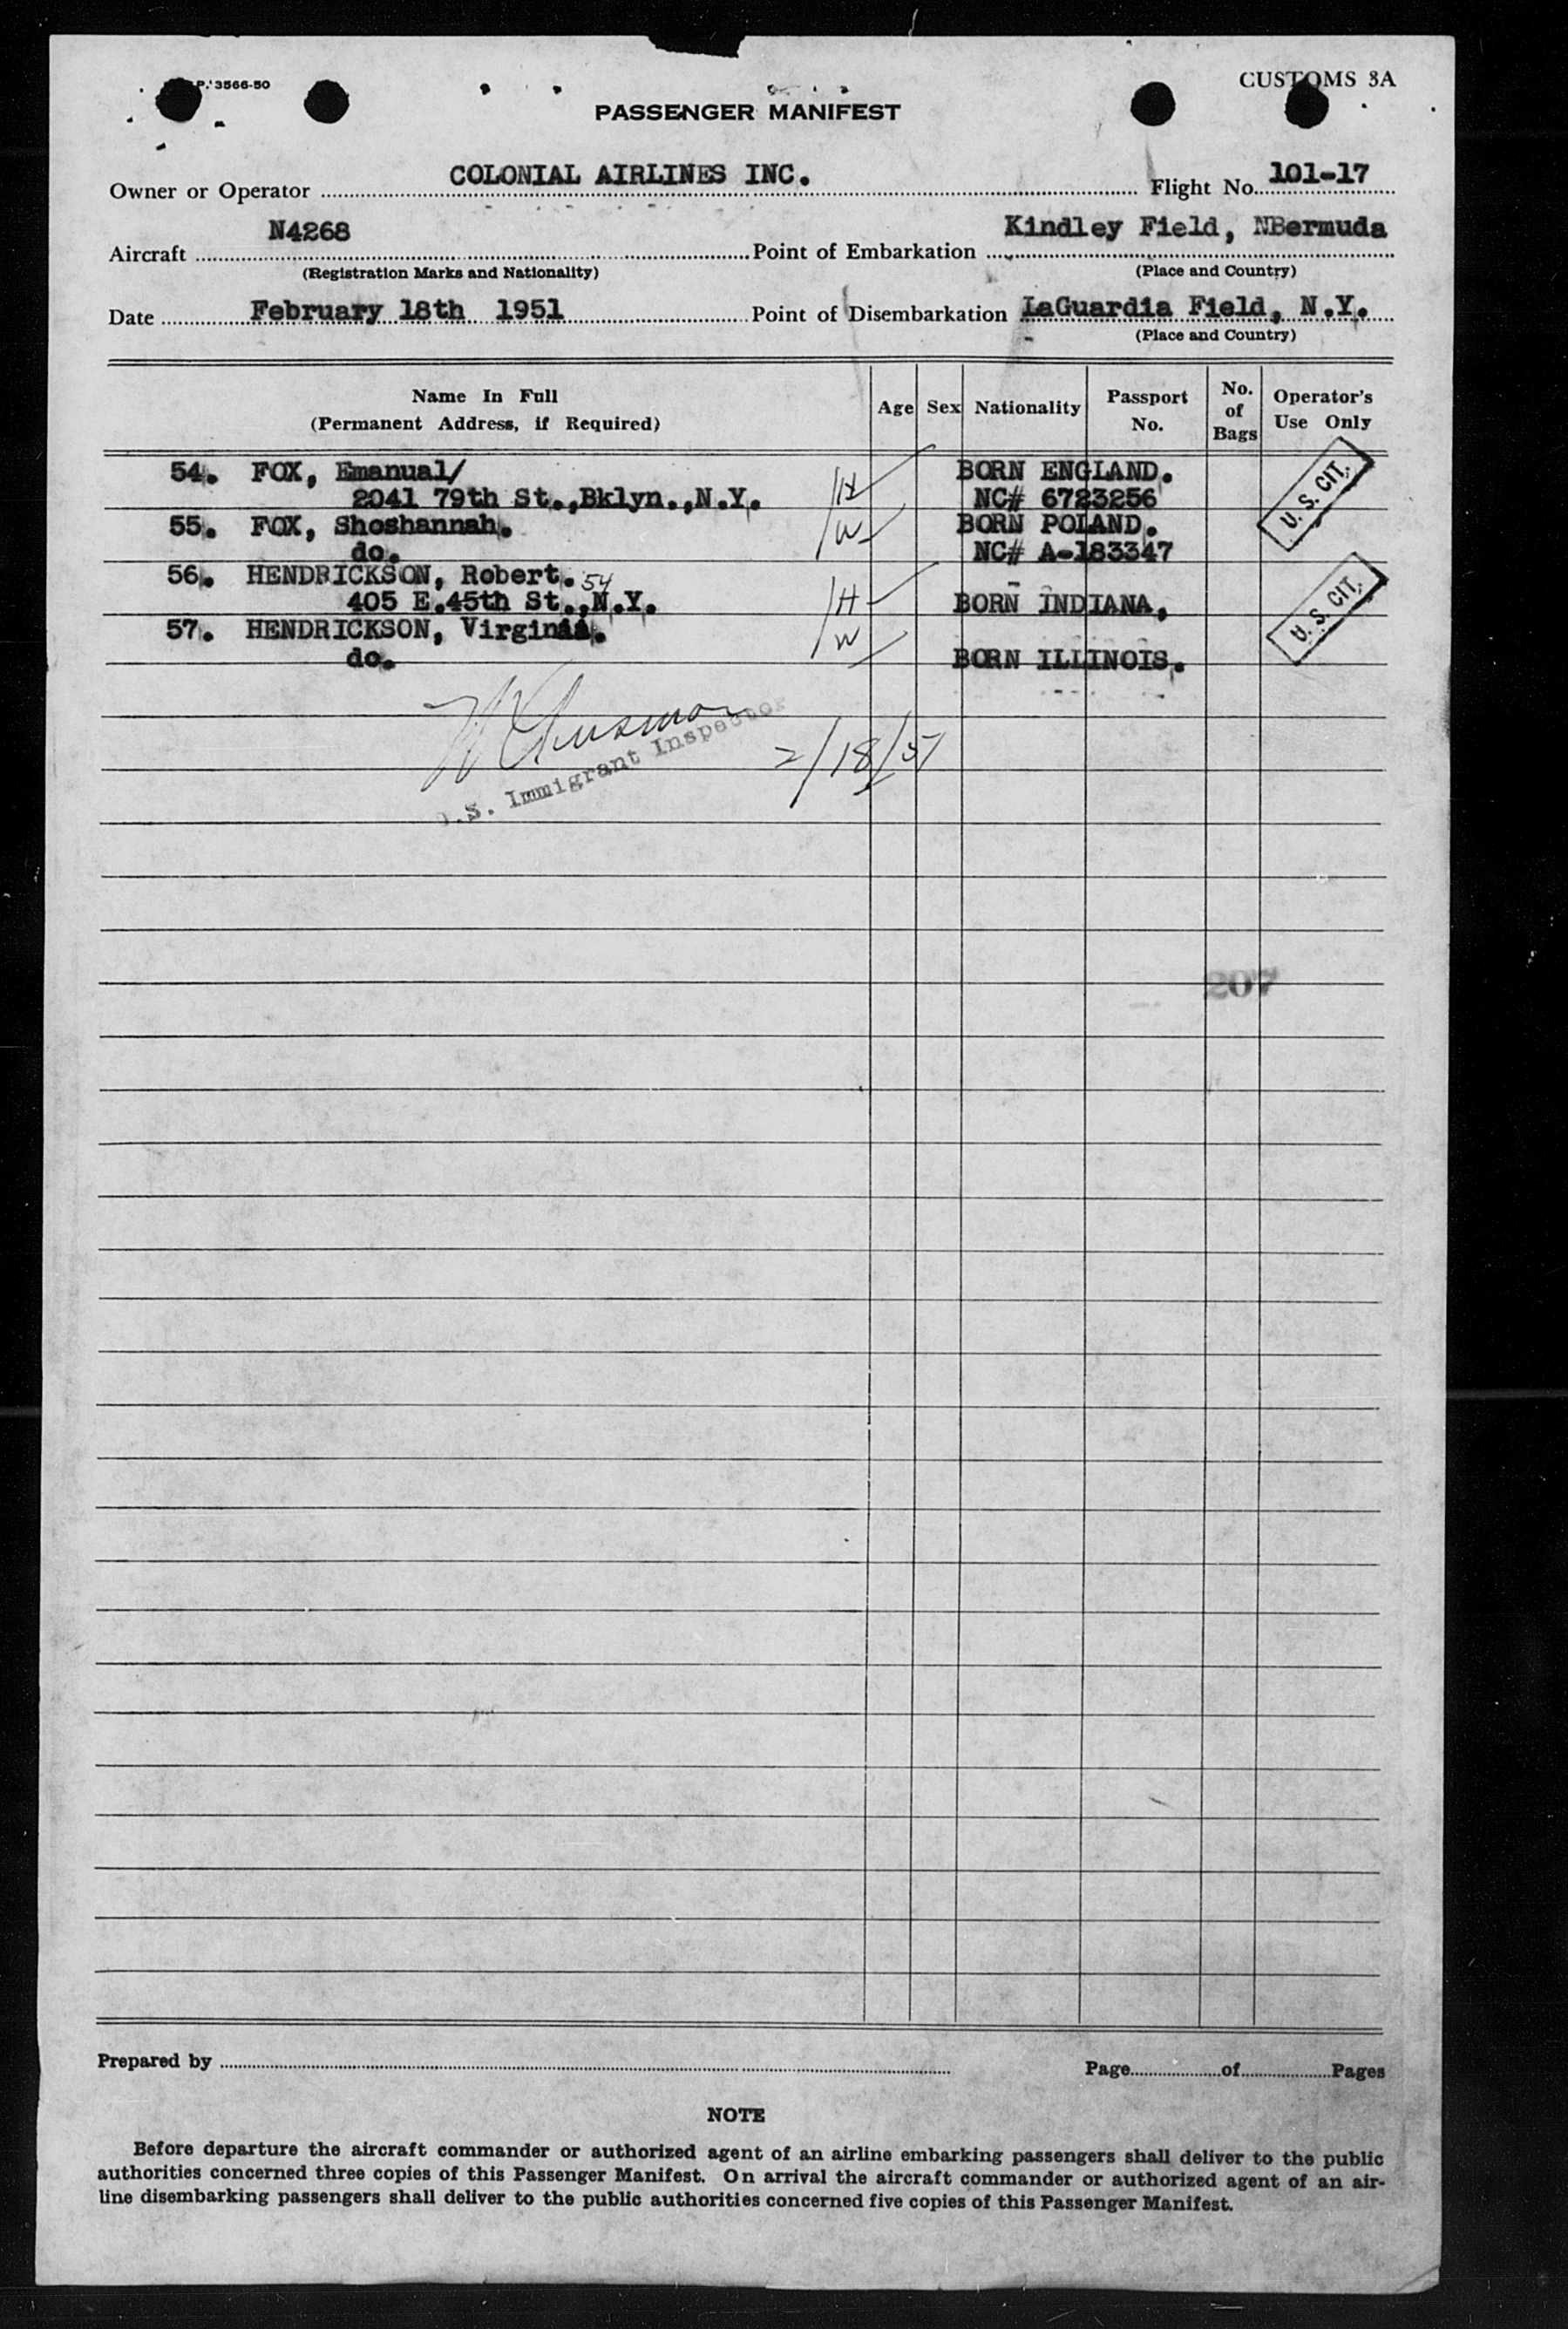 P. 3566-50
CUSTOMS 3A
PASSENGER MANIFEST
Owner or Operator COLONIAL AIRLINES INC. Flight No. 101-17
Aircraft N4268 Point of Embarkation Kindley Field, NBermuda
(Registration Marks and Nationality) (Place and Country)
Date February 18th 1951 Point of Disembarkation LaGuardia Field, N.Y.
(Place and Country)
Name In Full
(Permanent Address, if Required)
Age Sex Nationality
Passport
No.
No.
of
Bags
Operator's
Use Only
54. FOX, Emanual/ BORN ENGLAND.
2041 79th St.,Bklyn.,N.Y. H NC# 6723256
U. S. CIT.
55. FOX, Shoshannah. W BORN POLAND.
do. NC# A-183347
56. HENDRICKSON, Robert. 54
405 E.45th St.,N.Y. H BORN INDIANA.
U. S. CIT.
57. HENDRICKSON, Virginia. W
do. BORN ILLINOIS.
.S. Immigrant Inspector
2/18/51
207
Prepared by Page of Pages
NOTE
Before departure the aircraft commander or authorized agent of an airline embarking passengers shall deliver to the public
authorities concerned three copies of this Passenger Manifest. On arrival the aircraft commander or authorized agent of an air-
line disembarking passengers shall deliver to the public authorities concerned five copies of this Passenger Manifest.